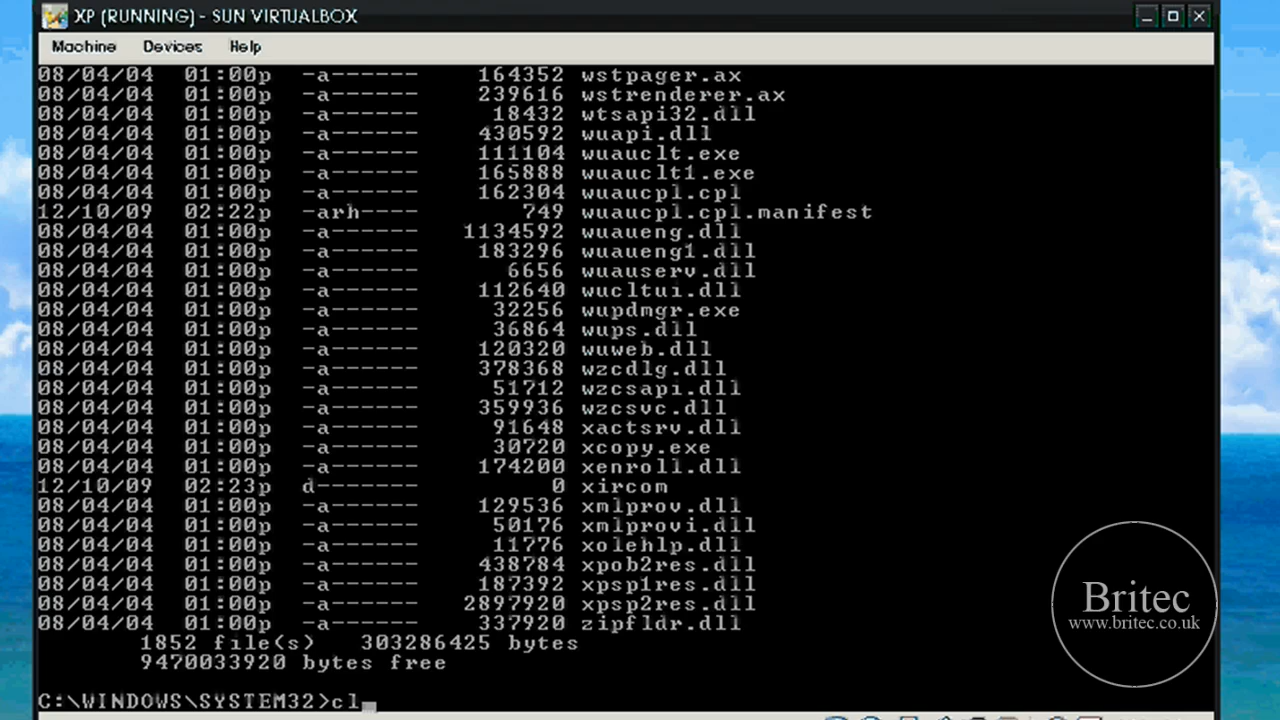 XP (RUNNING) - SUN VIRTUALBOX
Machine Devices Help
08/04/04 01:00p -a------ 164352 wstpager.ax
08/04/04 01:00p -a------ 239616 wstrenderer.ax
08/04/04 01:00p -a------ 18432 wtsapi32.dll
08/04/04 01:00p -a------ 430592 wuapi.dll
08/04/04 01:00p -a------ 111104 wuauclt.exe
08/04/04 01:00p -a------ 165888 wuauclt1.exe
08/04/04 01:00p -a------ 162304 wuaucpl.cpl
12/10/09 02:22p -arh---- 749 wuaucpl.cpl.manifest
08/04/04 01:00p -a------ 1134592 wuaueng.dll
08/04/04 01:00p -a------ 183296 wuaueng1.dll
08/04/04 01:00p -a------ 6656 wuauserv.dll
08/04/04 01:00p -a------ 112640 wucltui.dll
08/04/04 01:00p -a------ 32256 wupdmgr.exe
08/04/04 01:00p -a------ 36864 wups.dll
08/04/04 01:00p -a------ 120320 wuweb.dll
08/04/04 01:00p -a------ 378368 wzcdlg.dll
08/04/04 01:00p -a------ 51712 wzcsapi.dll
08/04/04 01:00p -a------ 359936 wzcsvc.dll
08/04/04 01:00p -a------ 91648 xactsrv.dll
08/04/04 01:00p -a------ 30720 xcopy.exe
08/04/04 01:00p -a------ 174200 xenroll.dll
12/10/09 02:23p d------- 0 xircom
08/04/04 01:00p -a------ 129536 xmlprov.dll
08/04/04 01:00p -a------ 50176 xmlprovi.dll
08/04/04 01:00p -a------ 11776 xolehlp.dll
08/04/04 01:00p -a------ 438784 xpob2res.dll
08/04/04 01:00p -a------ 187392 xpsp1res.dll
08/04/04 01:00p -a------ 2897920 xpsp2res.dll
08/04/04 01:00p -a------ 337920 zipfldr.dll
1852 file(s) 303286425 bytes
9470033920 bytes free
C:\WINDOWS\SYSTEM32>cl_
Britec
www.britec.co.uk